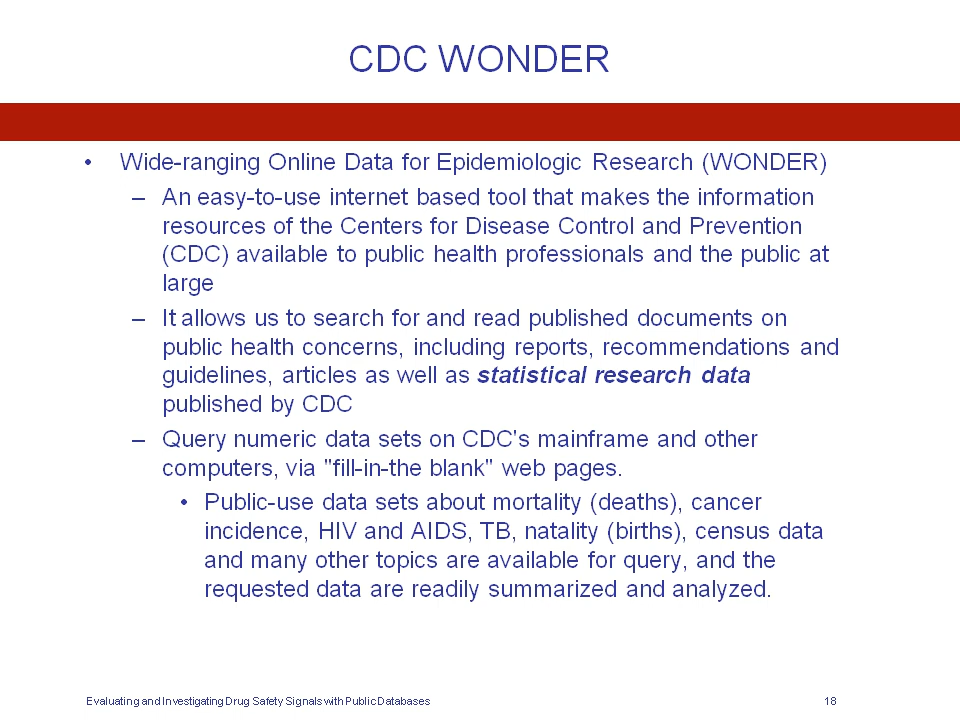 CDC WONDER
• Wide-ranging Online Data for Epidemiologic Research (WONDER)
– An easy-to-use internet based tool that makes the information
resources of the Centers for Disease Control and Prevention
(CDC) available to public health professionals and the public at
large
– It allows us to search for and read published documents on
public health concerns, including reports, recommendations and
guidelines, articles as well as statistical research data
published by CDC
– Query numeric data sets on CDC's mainframe and other
computers, via "fill-in-the blank" web pages.
• Public-use data sets about mortality (deaths), cancer
incidence, HIV and AIDS, TB, natality (births), census data
and many other topics are available for query, and the
requested data are readily summarized and analyzed.
Evaluating and Investigating Drug Safety Signals with Public Databases
18